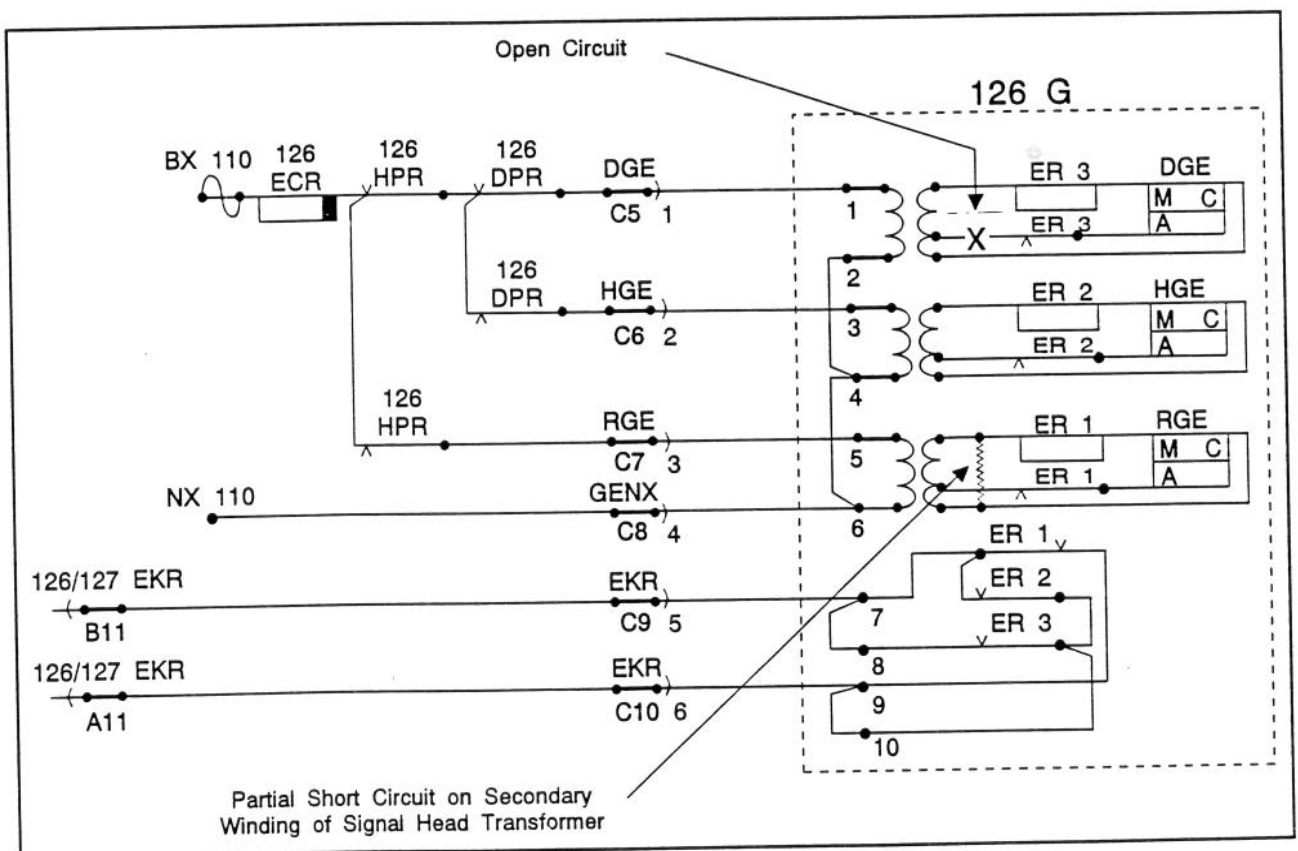 Open Circuit
126 G
BX 110
126 ECR
126 HPR
126 DPR
DGE
C5 1
1
ER 3
DGE
M C
A
X
ER 3
2
126 DPR
HGE
C6 2
3
ER 2
HGE
M C
A
ER 2
4
126 HPR
RGE
C7 3
5
ER 1
RGE
M C
A
ER 1
NX 110
GENX
C8 4
6
ER 1
126/127 EKR
B11
EKR
C9 5
7
ER 2
ER 3
8
126/127 EKR
A11
EKR
C10 6
9
10
Partial Short Circuit on Secondary
Winding of Signal Head Transformer